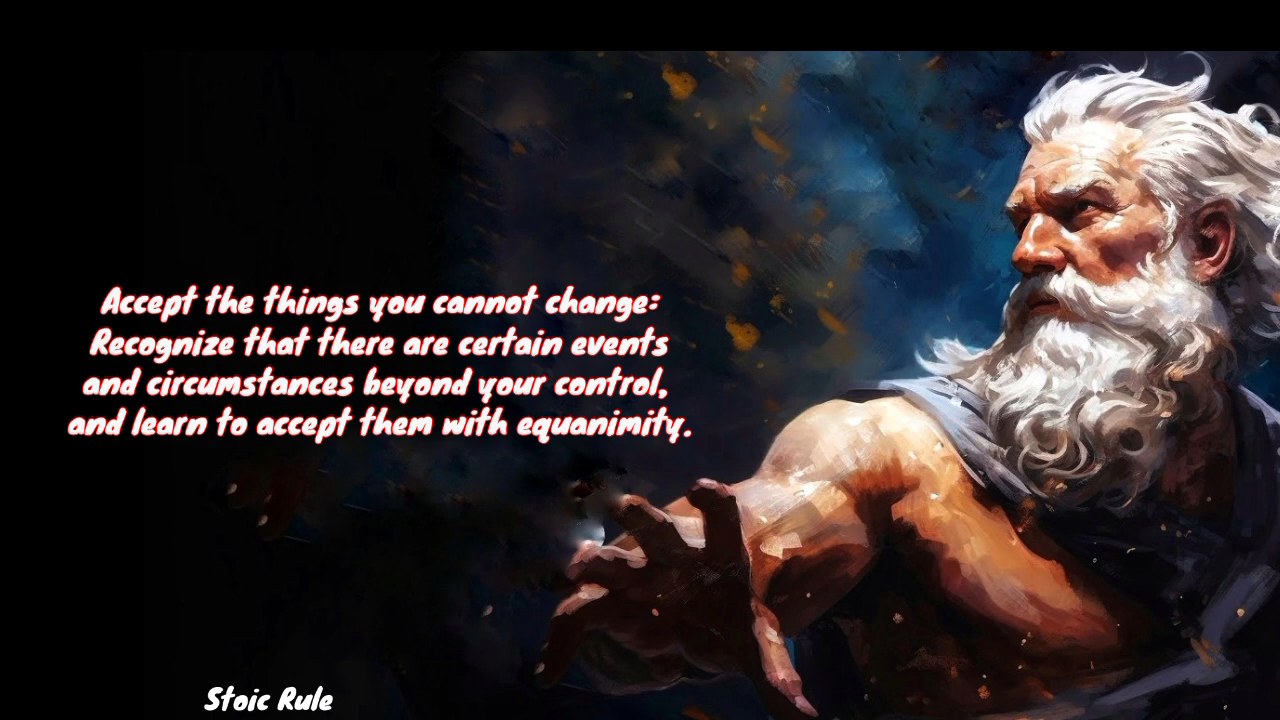 Accept the things you cannot change:
Recognize that there are certain events
and circumstances beyond your control,
and learn to accept them with equanimity.
Stoic Rule